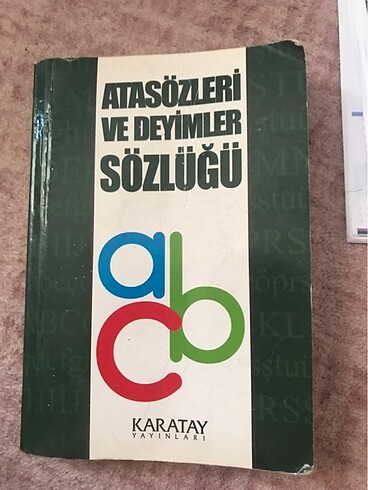 ATASÖZLERİ
VE DEYİMLER
SÖZLÜĞÜ
abc
KARATAY
YAYINLARI